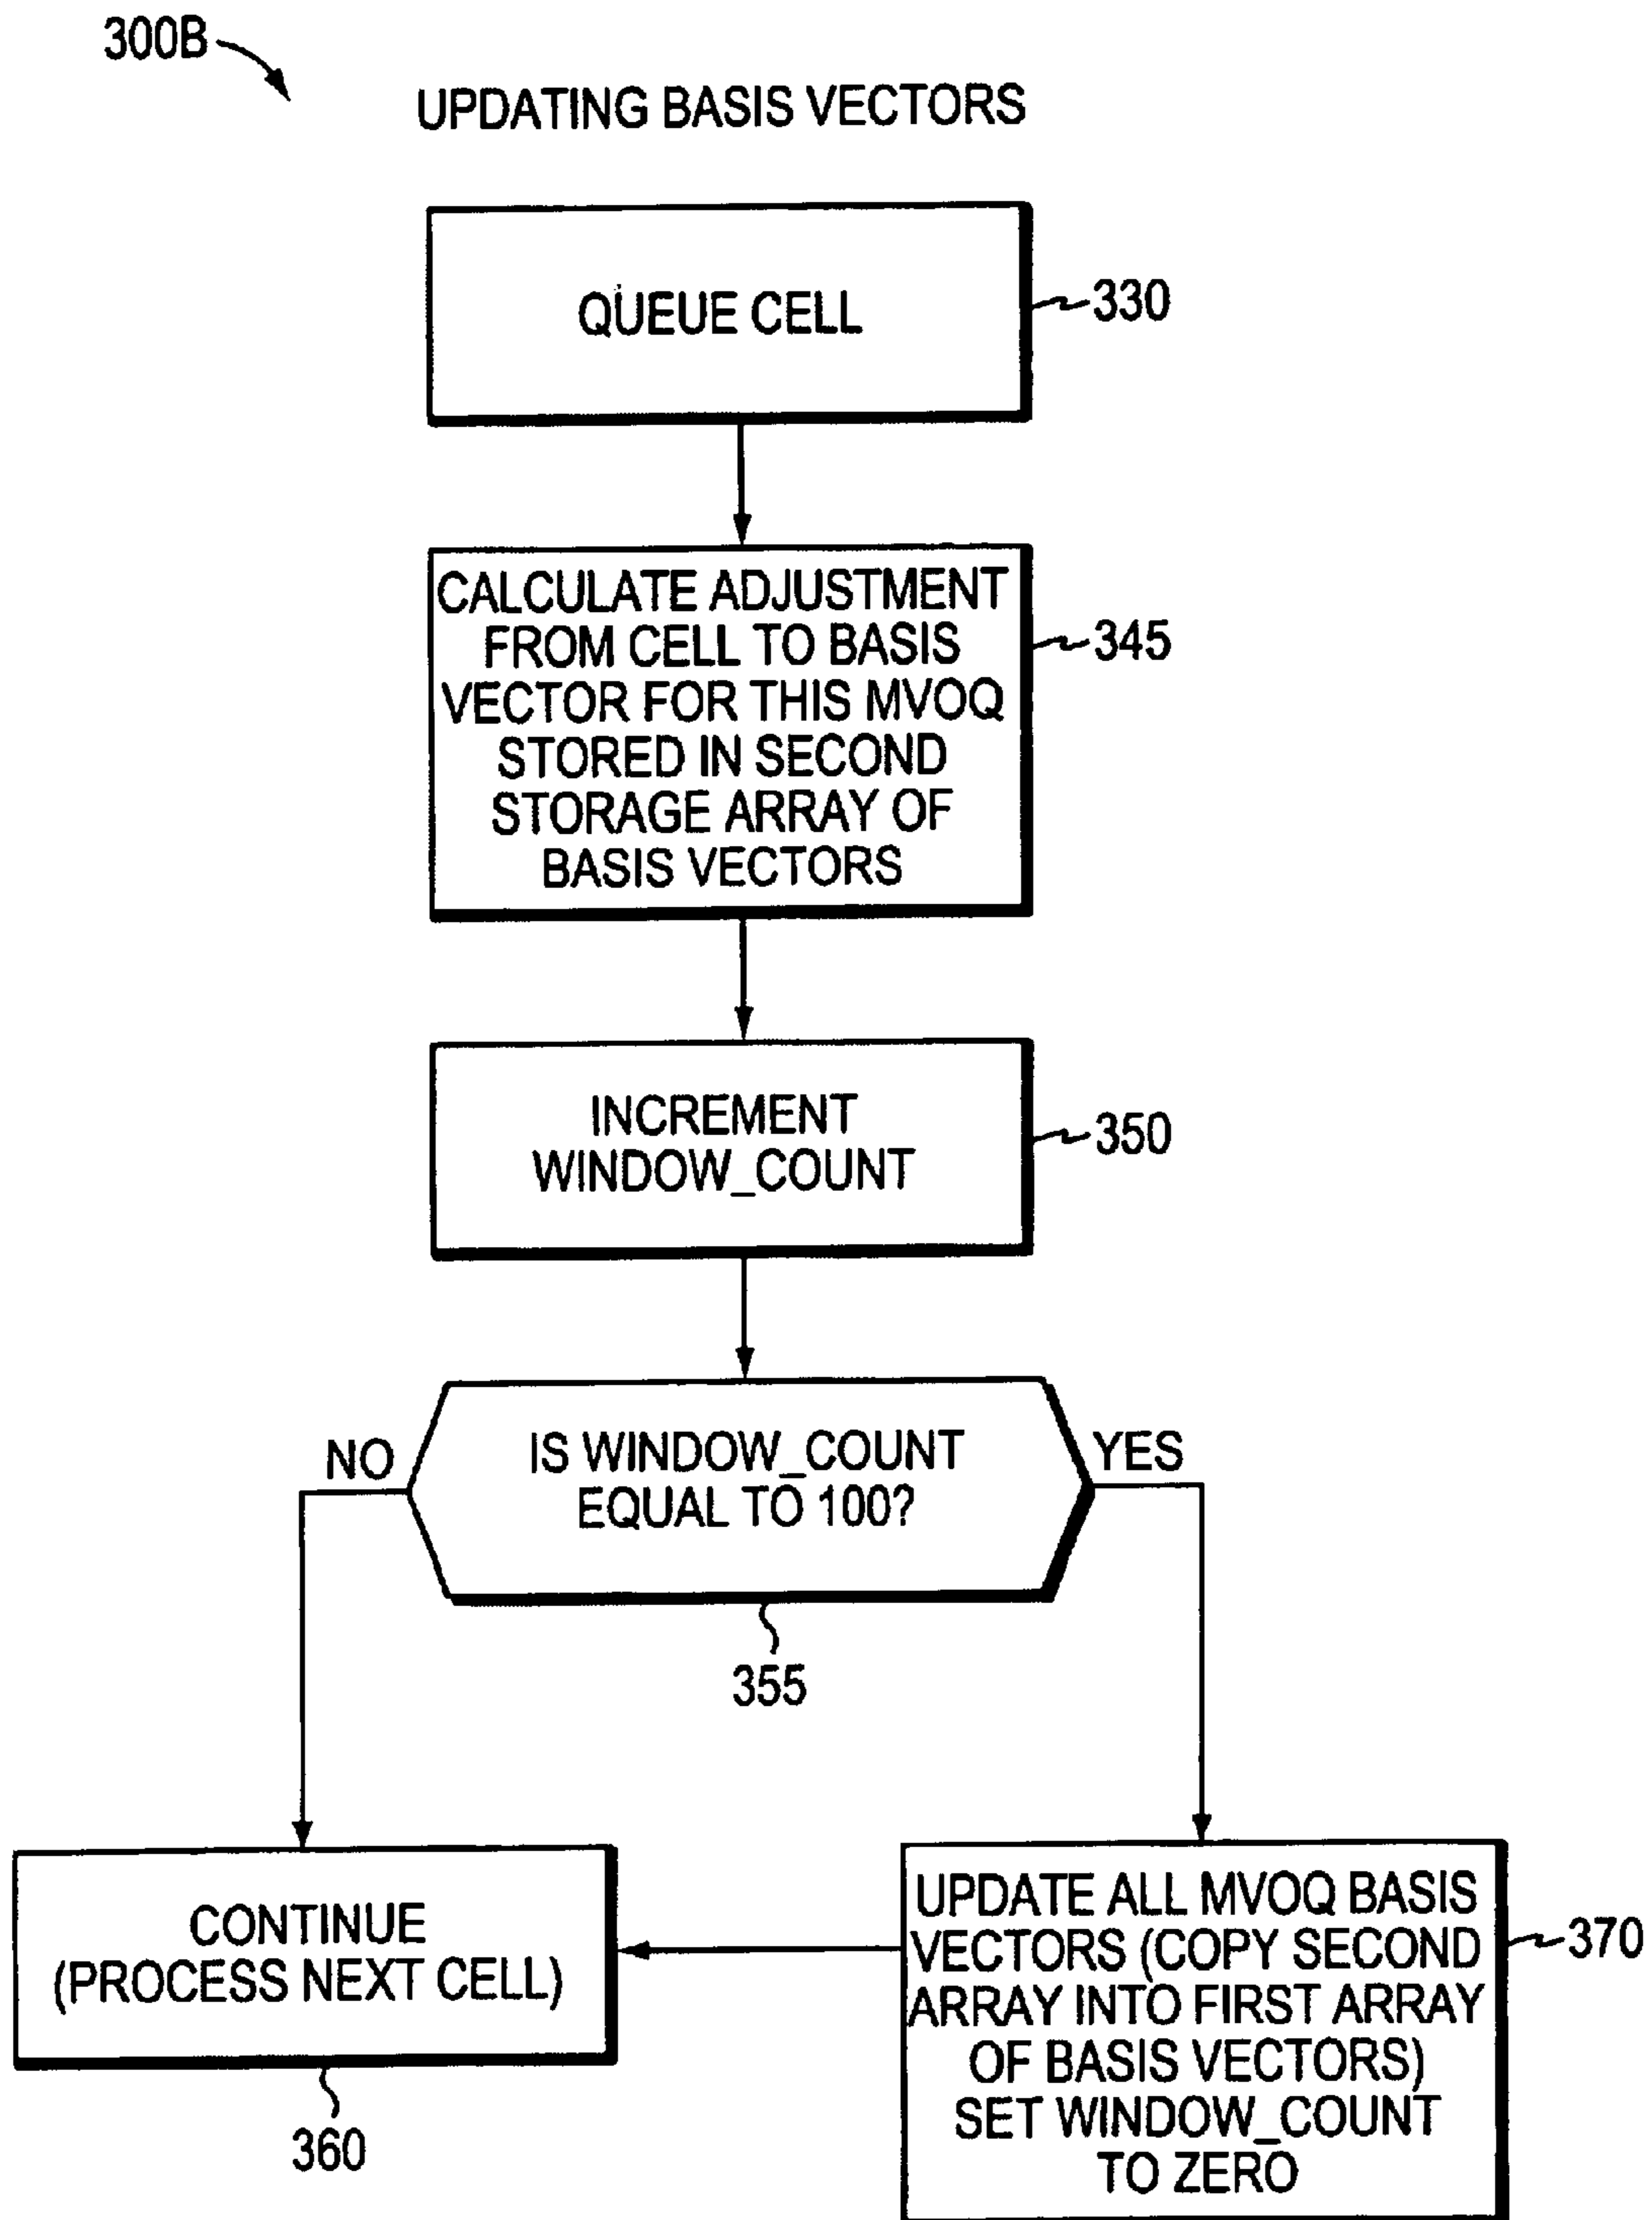 300B
UPDATING BASIS VECTORS
QUEUE CELL
330
CALCULATE ADJUSTMENT
FROM CELL TO BASIS
VECTOR FOR THIS MVOQ
STORED IN SECOND
STORAGE ARRAY OF
BASIS VECTORS
345
INCREMENT
WINDOW_COUNT
350
NO
IS WINDOW_COUNT
EQUAL TO 100?
YES
355
CONTINUE
(PROCESS NEXT CELL)
360
UPDATE ALL MVOQ BASIS
VECTORS (COPY SECOND
ARRAY INTO FIRST ARRAY
OF BASIS VECTORS)
SET WINDOW_COUNT
TO ZERO
370